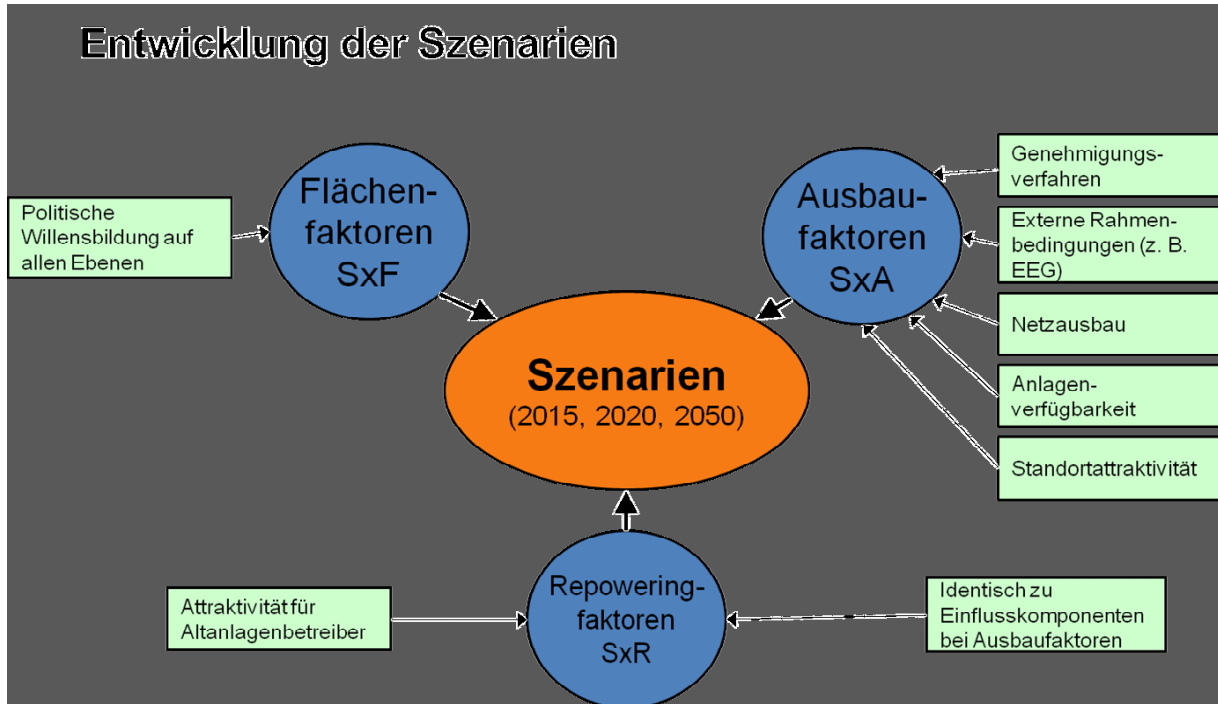 Entwicklung der Szenarien
Flächen-
faktoren
SxF
Politische
Willensbildung auf
allen Ebenen
Ausbau-
faktoren
SxA
Genehmigungs-
verfahren
Externe Rahmen-
bedingungen (z. B.
EEG)
Netzausbau
Anlagen-
verfügbarkeit
Standortattraktivität
Szenarien
(2015, 2020, 2050)
Repowering-
faktoren
SxR
Attraktivität für
Altanlagenbetreiber
Identisch zu
Einflusskomponenten
bei Ausbaufaktoren